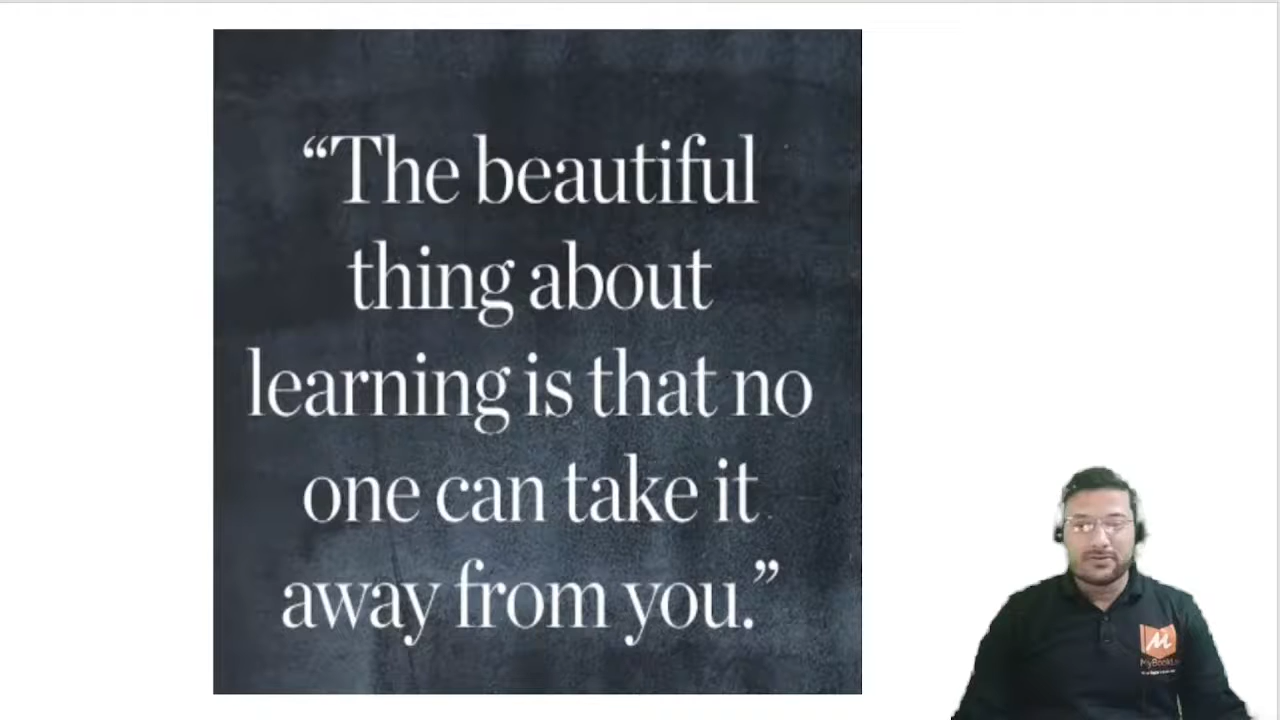 “The beautiful
thing about
learning is that no
one can take it
away from you.”